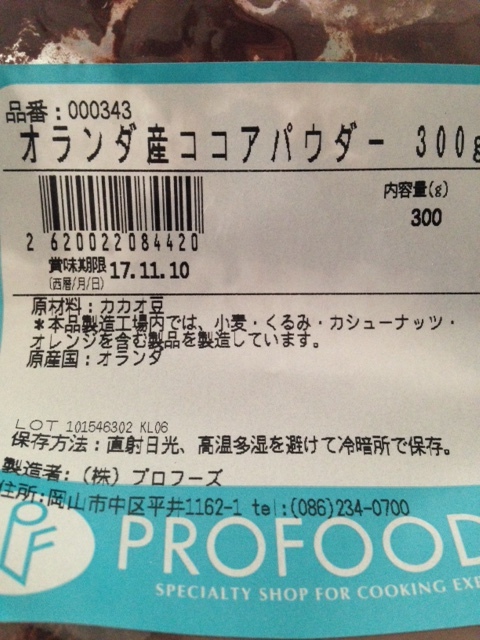 品番：000343
オランダ産ココアパウダー 300g
内容量(g)
300
2 620022084420
賞味期限 17.11.10
(西暦/月/日)
原材料：カカオ豆
＊本品製造工場内では、小麦・くるみ・カシューナッツ・
オレンジを含む製品を製造しています。
原産国：オランダ
LOT 101546302 KL06
保存方法：直射日光、高温多湿を避けて冷暗所で保存。
製造者：（株）プロフーズ
住所：岡山市中区平井1162-1 tel:(086)234-0700
PF
PROFOOD
SPECIALTY SHOP FOR COOKING EXE